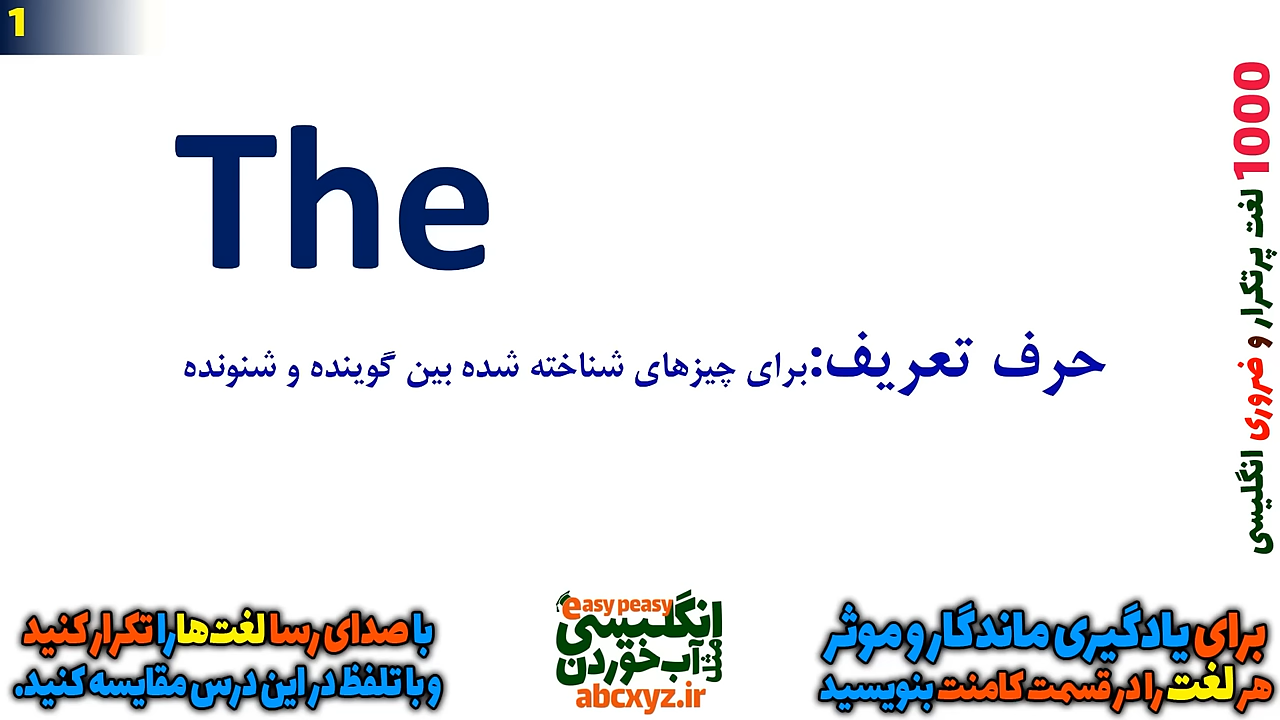 1
The
حرف تعریف:برای چیزهای شناخته شده بین گوینده و شنونده
1000 لغت پرتکرار و ضروری انگلیسی
برای یادگیری ماندگار و موثر
هر لغت را در قسمت کامنت بنویسید
easy peasy
انگلیسی
مثل
آب خوردن
abcxyz.ir
با صدای رسا لغت‌ها را تکرار کنید
و با تلفظ در این درس مقایسه کنید.